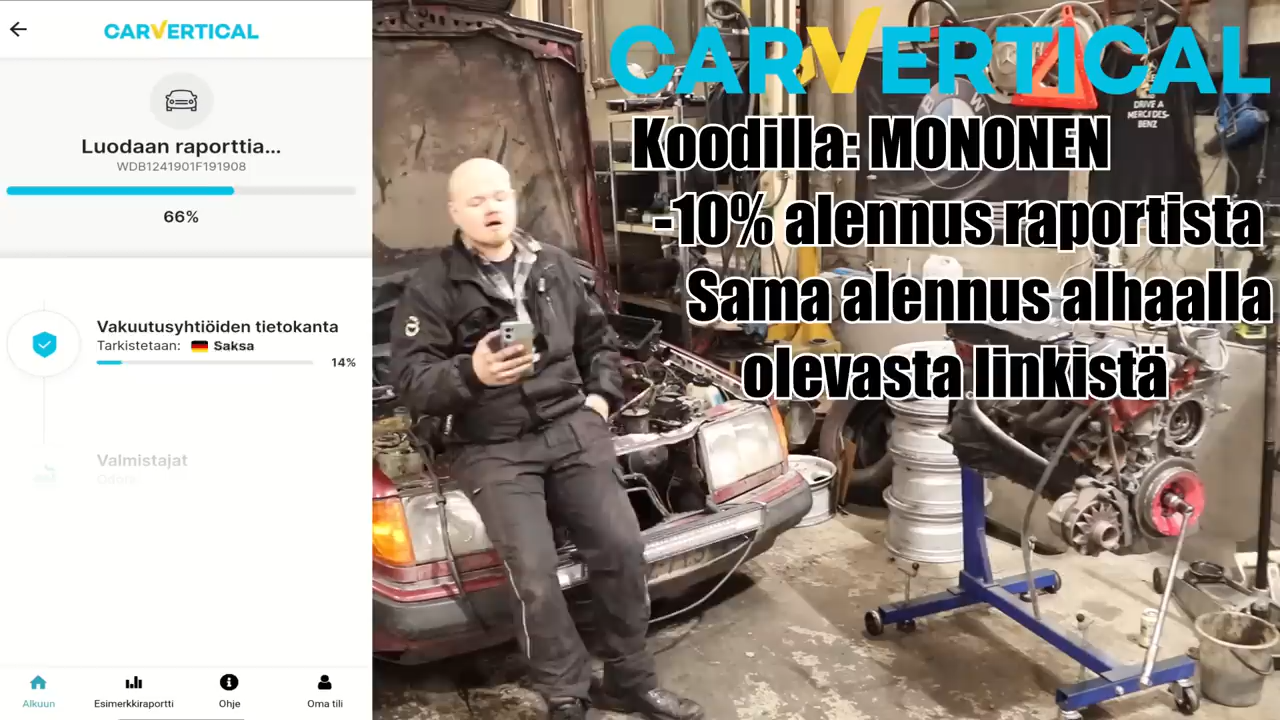 CARVERTICAL
Luodaan raporttia...
WDB1241901F191908
66%
Vakuutusyhtiöiden tietokanta
Tarkistetaan: Saksa
14%
Valmistajat
Alkuun
Esimerkkiraportti
Ohje
Oma tili
CARVERTICAL
Koodilla: MONONEN
-10% alennus raportista
Sama alennus alhaalla
olevasta linkistä
BMW
DRIVE A
MERCEDES-
BENZ